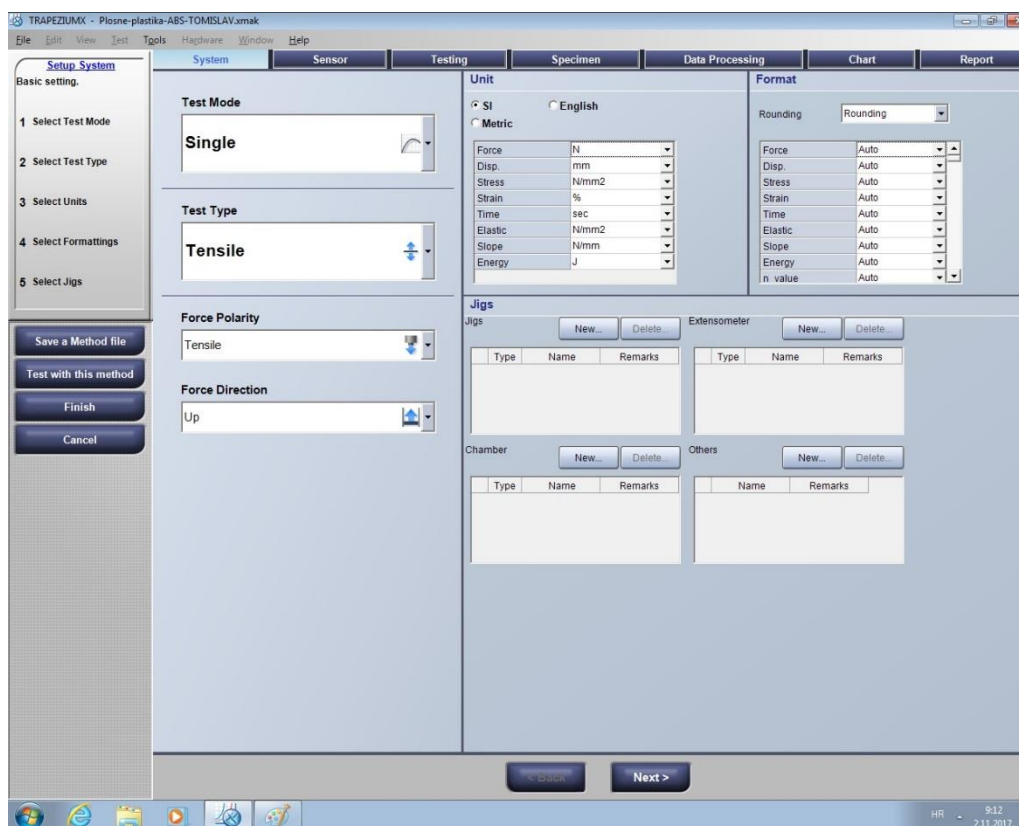 TRAPEZIUMX - Plosne-plastika-ABS-TOMISLAV.xmak
File Edit View Test Tools Hardware Window Help
Setup System
Basic setting.
1 Select Test Mode
2 Select Test Type
3 Select Units
4 Select Formattings
5 Select Jigs
Save a Method file
Test with this method
Finish
Cancel
System Sensor Testing Specimen Data Processing Chart Report
Test Mode
Single
Test Type
Tensile
Force Polarity
Tensile
Force Direction
Up
Unit
SI English
Metric
Force N
Disp. mm
Stress N/mm2
Strain %
Time sec
Elastic N/mm2
Slope N/mm
Energy J
Format
Rounding Rounding
Force Auto
Disp. Auto
Stress Auto
Strain Auto
Time Auto
Elastic Auto
Slope Auto
Energy Auto
n value Auto
Jigs
Jigs New... Delete...
Type Name Remarks
Extensometer New... Delete...
Type Name Remarks
Chamber New... Delete...
Type Name Remarks
Others New... Delete...
Name Remarks
< Back Next >
HR 9:12
2.11.2017